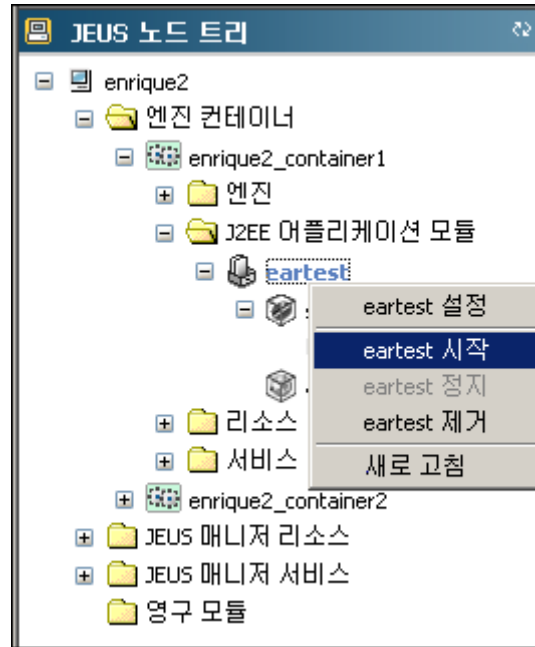 JEUS 노드 트리
enrique2
엔진 컨테이너
enrique2_container1
엔진
J2EE 어플리케이션 모듈
eartest
eartest 설정
eartest 시작
eartest 정지
eartest 제거
새로 고침
리소스
서비스
enrique2_container2
JEUS 매니저 리소스
JEUS 매니저 서비스
영구 모듈